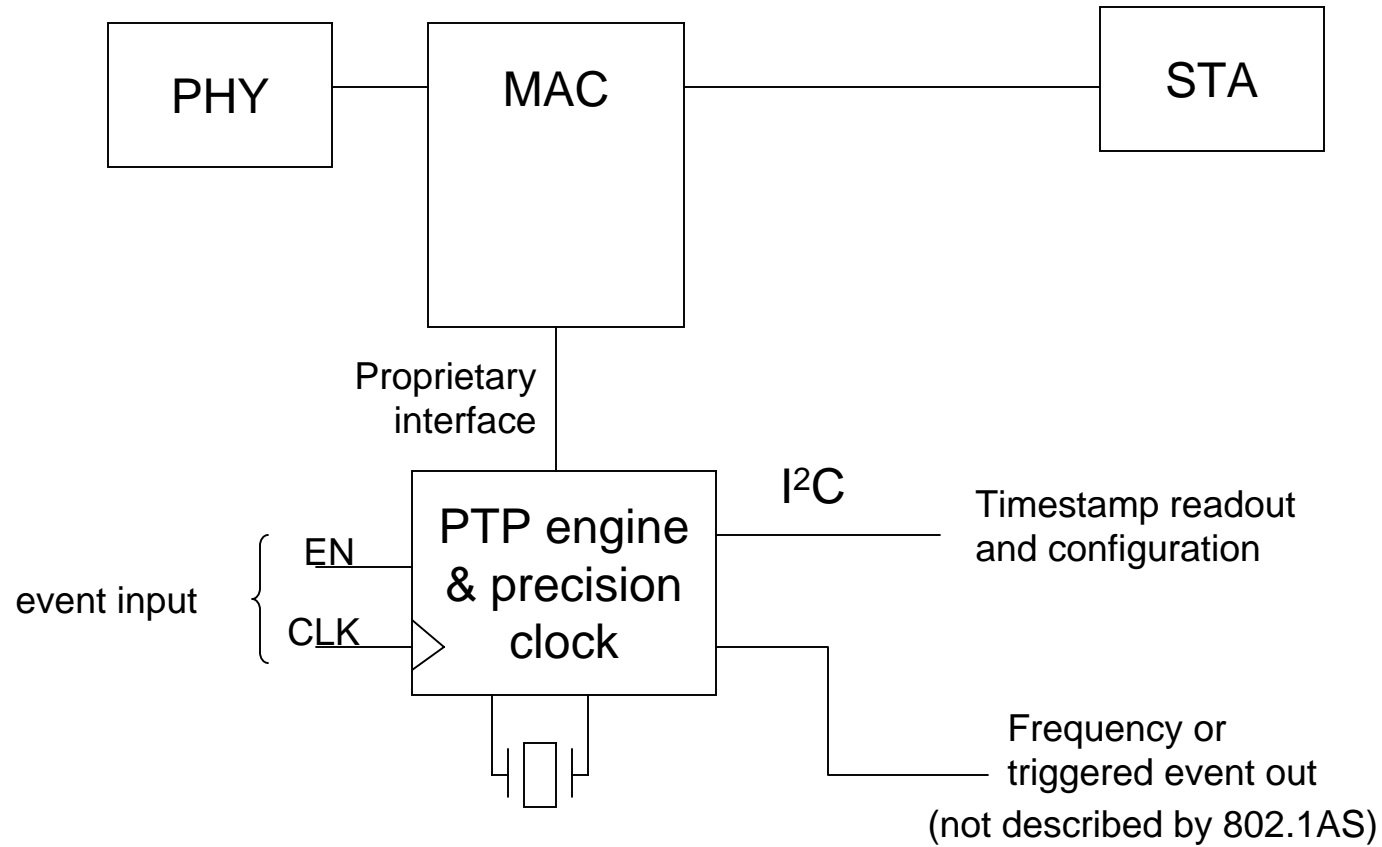 PHY
MAC
STA
Proprietary
interface
I²C
Timestamp readout
and configuration
PTP engine
& precision
clock
EN
event input
CLK
Frequency or
triggered event out
(not described by 802.1AS)